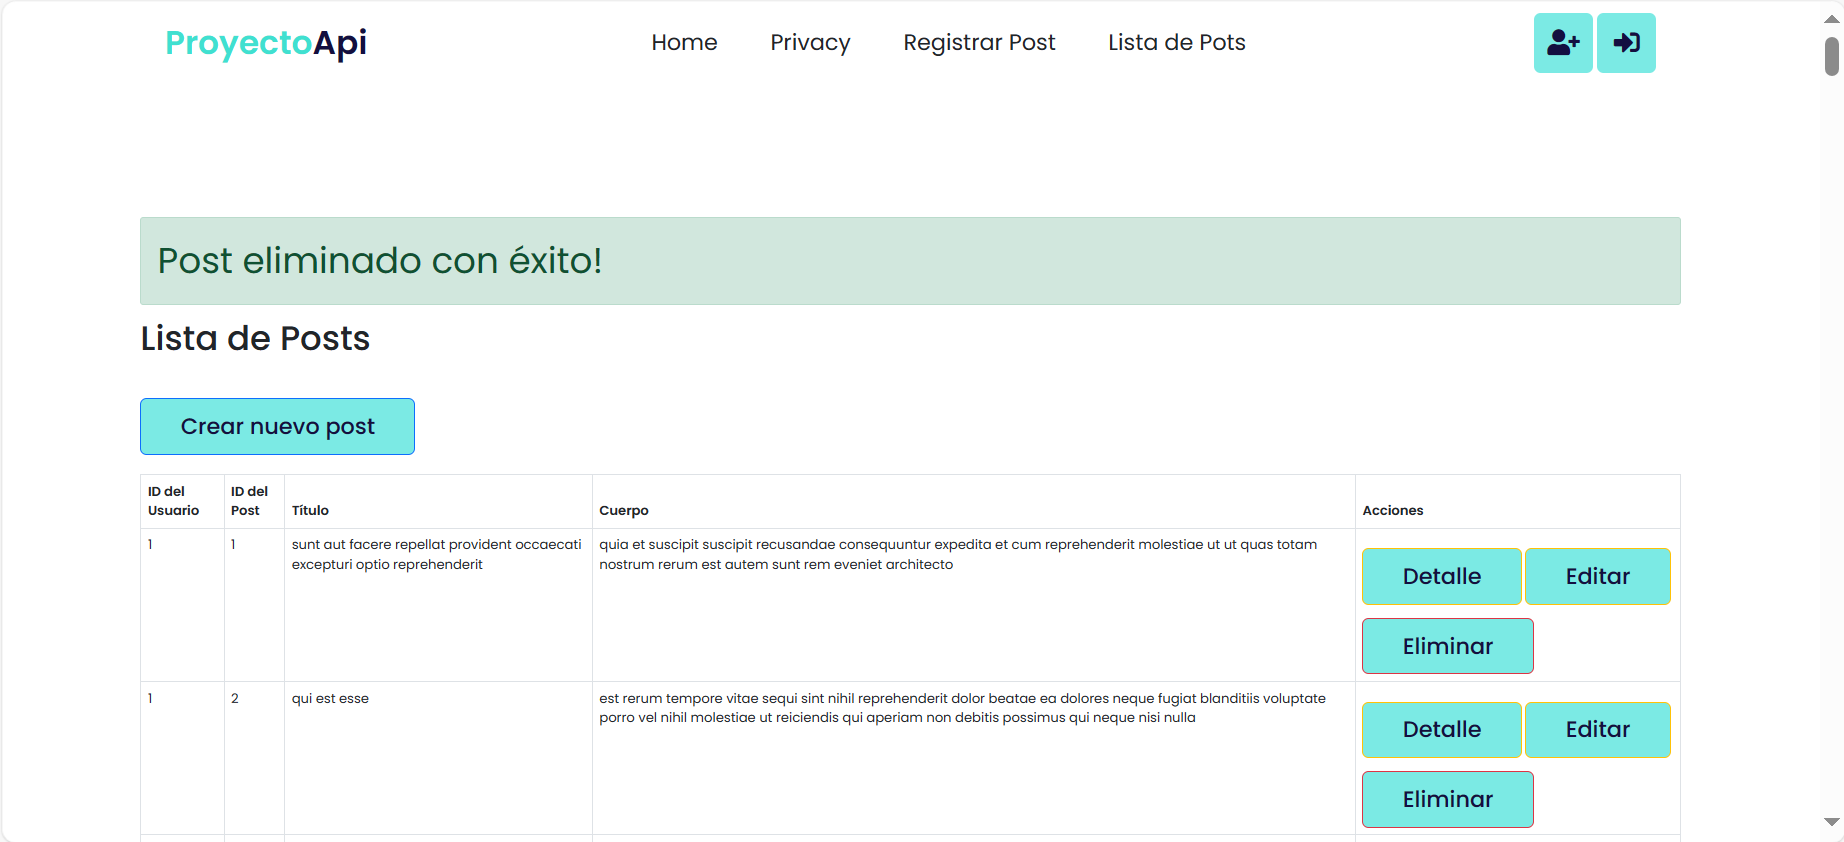 ProyectoApi
Home Privacy Registrar Post Lista de Pots
Post eliminado con éxito!
Lista de Posts
Crear nuevo post
ID del Usuario ID del Post Título Cuerpo Acciones
1 1 sunt aut facere repellat provident occaecati quia et suscipit suscipit recusandae consequuntur expedita et cum reprehenderit molestiae ut ut quas totam
excepturi optio reprehenderit nostrum rerum est autem sunt rem eveniet architecto
Detalle Editar
Eliminar
1 2 qui est esse est rerum tempore vitae sequi sint nihil reprehenderit dolor beatae ea dolores neque fugiat blanditiis voluptate
porro vel nihil molestiae ut reiciendis qui aperiam non debitis possimus qui neque nisi nulla
Detalle Editar
Eliminar